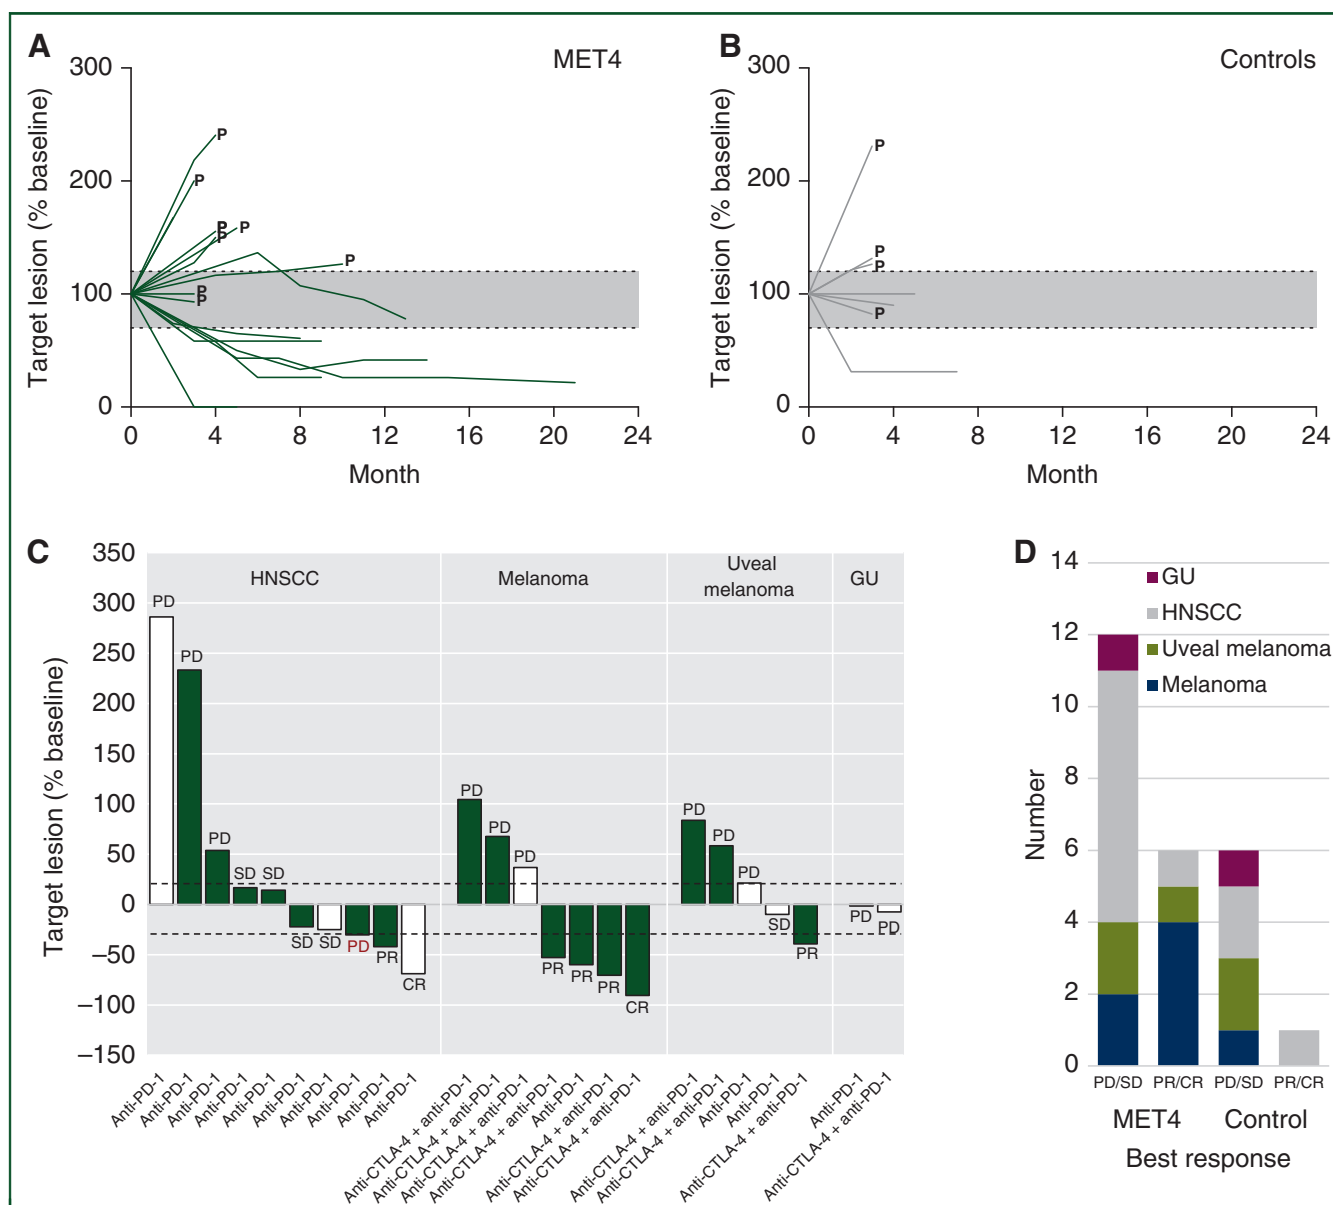 A
MET4
Target lesion (% baseline)
300
200
100
0
P
P
P
P
P
P
P
P
P
0 4 8 12 16 20 24
Month
B
Controls
Target lesion (% baseline)
300
200
100
0
P
P
P
P
0 4 8 12 16 20 24
Month
C
Target lesion (% baseline)
350
300
250
200
150
100
50
0
−50
−100
−150
HNSCC
Melanoma
Uveal
melanoma
GU
PD
PD
PD
SD
SD
SD
SD
PD
PR
CR
PD
PD
PD
PR
PR
PR
CR
PD
PD
PD
SD
PR
PD
PD
Anti-PD-1
Anti-PD-1
Anti-PD-1
Anti-PD-1
Anti-PD-1
Anti-PD-1
Anti-PD-1
Anti-PD-1
Anti-PD-1
Anti-PD-1
Anti-CTLA-4 + anti-PD-1
Anti-CTLA-4 + anti-PD-1
Anti-CTLA-4 + anti-PD-1
Anti-CTLA-4 + anti-PD-1
Anti-PD-1
Anti-CTLA-4 + anti-PD-1
Anti-CTLA-4 + anti-PD-1
Anti-CTLA-4 + anti-PD-1
Anti-CTLA-4 + anti-PD-1
Anti-PD-1
Anti-PD-1
Anti-CTLA-4 + anti-PD-1
Anti-PD-1
Anti-CTLA-4 + anti-PD-1
D
Number
14
12
10
8
6
4
2
0
GU
HNSCC
Uveal melanoma
Melanoma
PD/SD PR/CR PD/SD PR/CR
MET4 Control
Best response